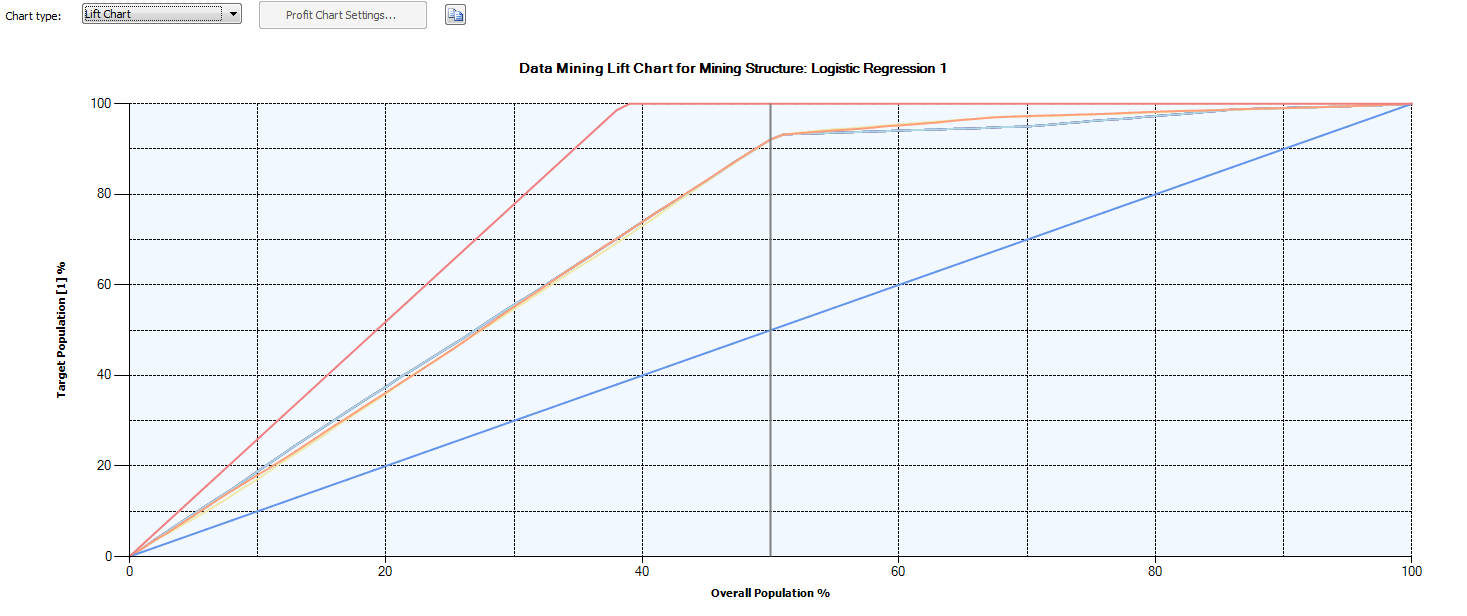 Chart type:
Lift Chart
Profit Chart Settings...
Data Mining Lift Chart for Mining Structure: Logistic Regression 1
100
80
60
40
20
0
Target Population [1] %
0 20 40 60 80 100
Overall Population %